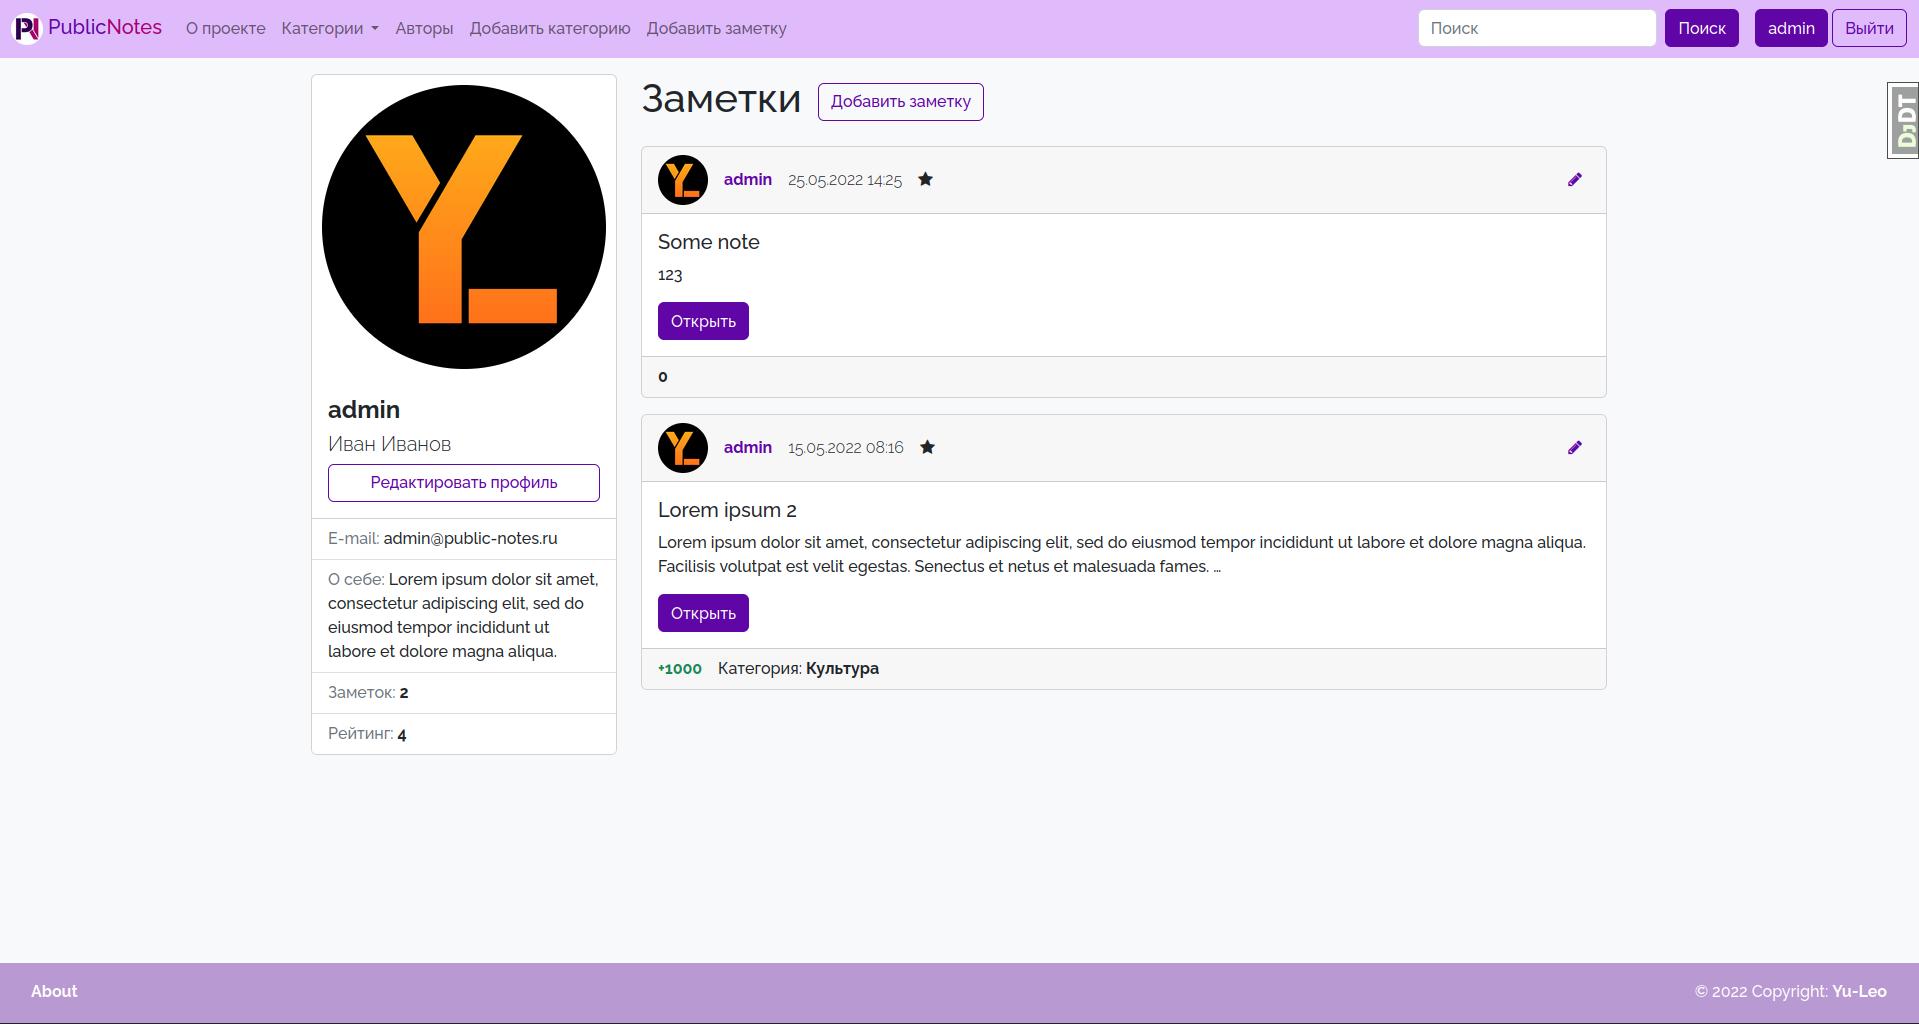 PublicNotes О проекте Категории Авторы Добавить категорию Добавить заметку Поиск Поиск admin Выйти
DJDT
YL
admin
Иван Иванов
Редактировать профиль
E-mail: admin@public-notes.ru
О себе: Lorem ipsum dolor sit amet,
consectetur adipiscing elit, sed do
eiusmod tempor incididunt ut
labore et dolore magna aliqua.
Заметок: 2
Рейтинг: 4
Заметки Добавить заметку
YL admin 25.05.2022 14:25
Some note
123
Открыть
0
YL admin 15.05.2022 08:16
Lorem ipsum 2
Lorem ipsum dolor sit amet, consectetur adipiscing elit, sed do eiusmod tempor incididunt ut labore et dolore magna aliqua.
Facilisis volutpat est velit egestas. Senectus et netus et malesuada fames. …
Открыть
+1000 Категория: Культура
About © 2022 Copyright: Yu-Leo